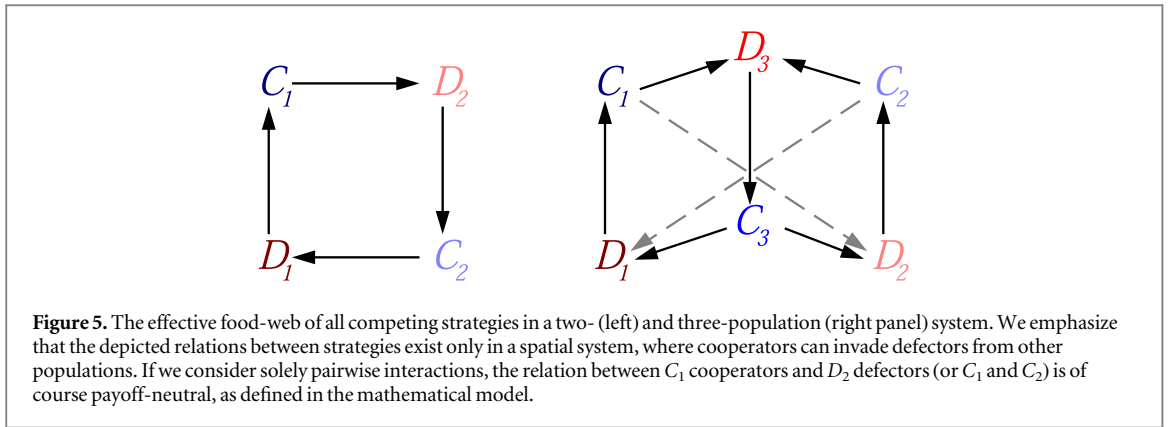 C1 D2
D1 C2
D3
C1 C2
C3
D1 D2
Figure 5. The effective food-web of all competing strategies in a two- (left) and three-population (right panel) system. We emphasize
that the depicted relations between strategies exist only in a spatial system, where cooperators can invade defectors from other
populations. If we consider solely pairwise interactions, the relation between C1 cooperators and D2 defectors (or C1 and C2) is of
course payoff-neutral, as defined in the mathematical model.